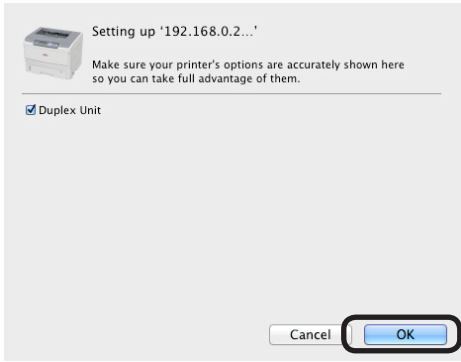 Setting up ‘192.168.0.2...’
Make sure your printer's options are accurately shown here
so you can take full advantage of them.
Duplex Unit
Cancel
OK